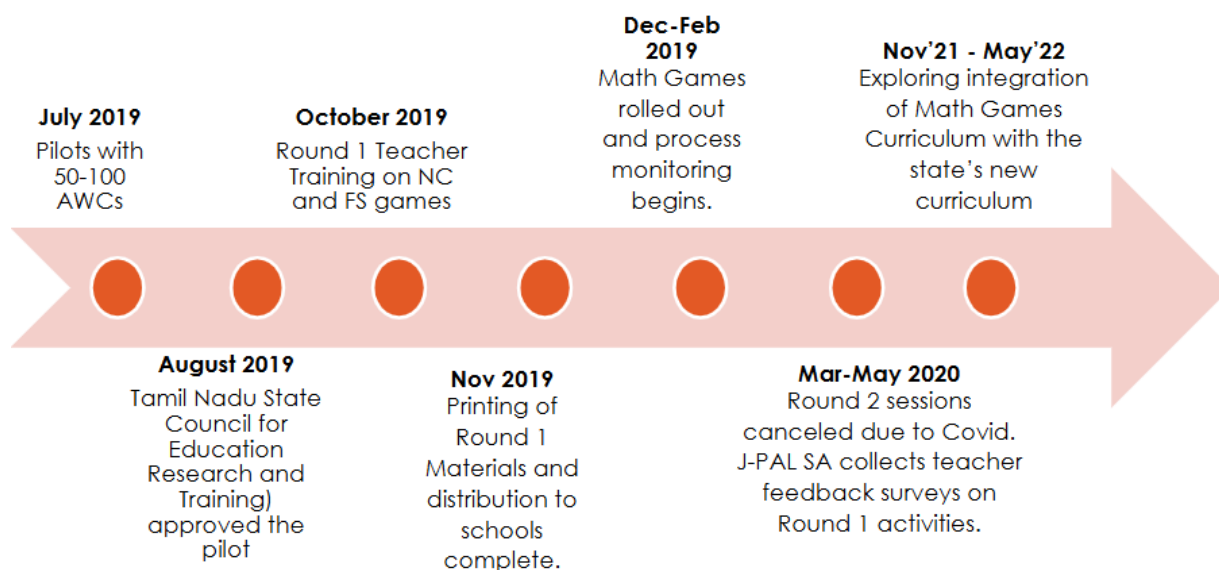 July 2019
Pilots with
50-100
AWCs
August 2019
Tamil Nadu State
Council for
Education
Research and
Training)
approved the
pilot
October 2019
Round 1 Teacher
Training on NC
and FS games
Nov 2019
Printing of
Round 1
Materials and
distribution to
schools
complete.
Dec-Feb
2019
Math Games
rolled out
and process
monitoring
begins.
Mar-May 2020
Round 2 sessions
canceled due to Covid.
J-PAL SA collects teacher
feedback surveys on
Round 1 activities.
Nov'21 - May'22
Exploring integration
of Math Games
Curriculum with the
state's new
curriculum